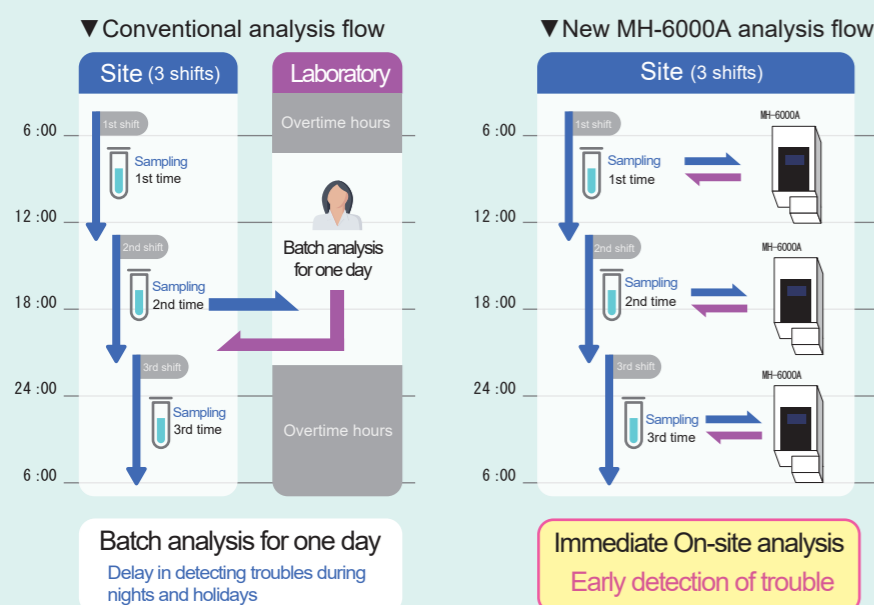 ▼Conventional analysis flow
Site (3 shifts)
Laboratory
6:00
12:00
18:00
24:00
6:00
1st shift
Sampling
1st time
2nd shift
Sampling
2nd time
3rd shift
Sampling
3rd time
Overtime hours
Batch analysis
for one day
Overtime hours
Batch analysis for one day
Delay in detecting troubles during
nights and holidays
▼New MH-6000A analysis flow
Site (3 shifts)
6:00
12:00
18:00
24:00
6:00
1st shift
Sampling
1st time
MH-6000A
2nd shift
Sampling
2nd time
MH-6000A
3rd shift
Sampling
3rd time
MH-6000A
Immediate On-site analysis
Early detection of trouble